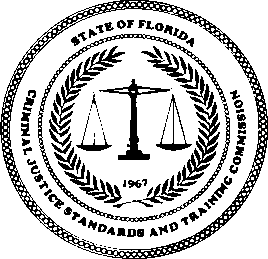 STATE OF FLORIDA
CRIMINAL JUSTICE STANDARDS AND TRAINING COMMISSION
1967